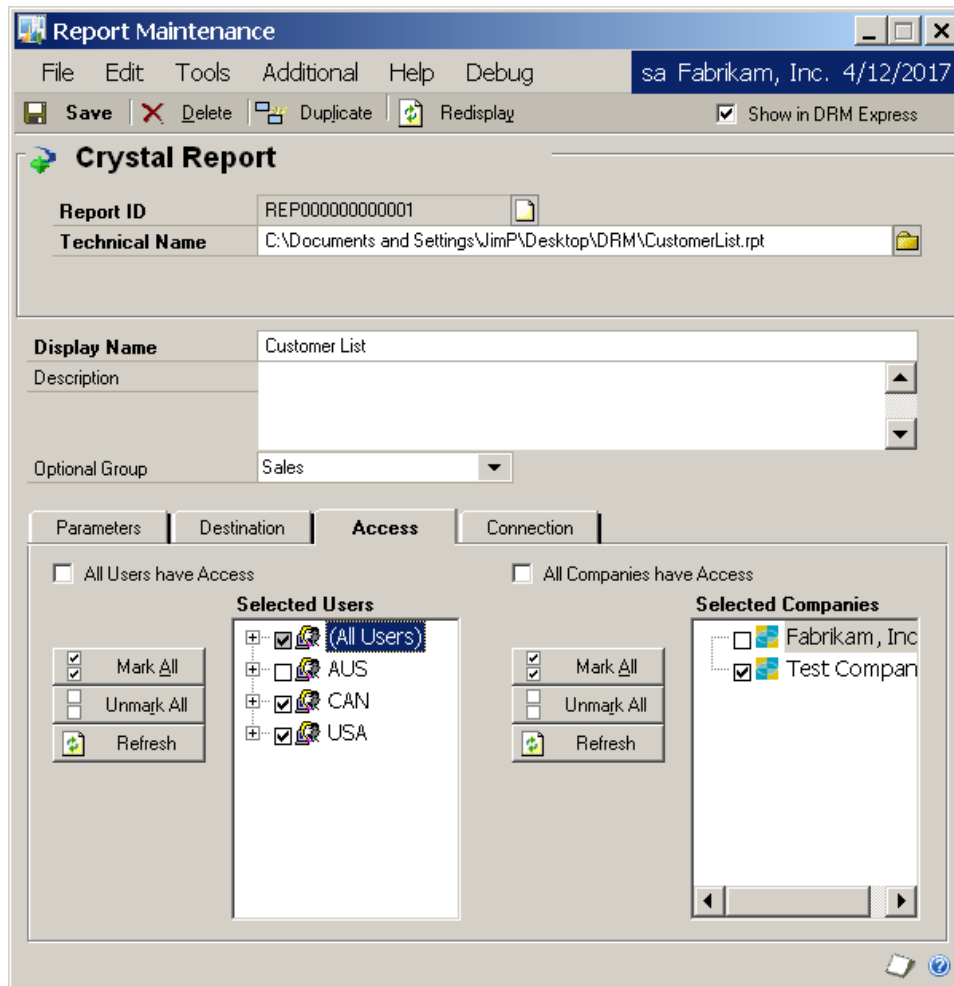 Report Maintenance
File Edit Tools Additional Help Debug sa Fabrikam, Inc. 4/12/2017
Save Delete Duplicate Redisplay Show in DRM Express
Crystal Report
Report ID REP000000000001
Technical Name C:\Documents and Settings\JimP\Desktop\DRM\CustomerList.rpt
Display Name Customer List
Description
Optional Group Sales
Parameters Destination Access Connection
All Users have Access All Companies have Access
Selected Users Selected Companies
(All Users) Fabrikam, Inc
Mark All AUS Mark All Test Compan
Unmark All CAN Unmark All
Refresh USA Refresh